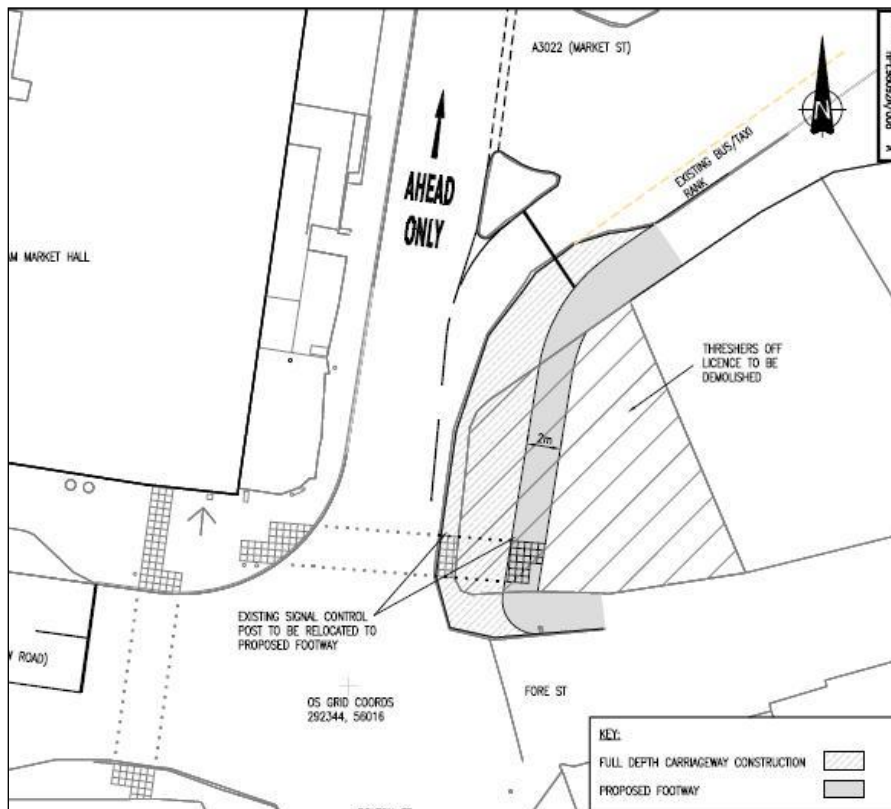 A3022 (MARKET ST)
N
EXISTING BUS/TAXI
RANK
AHEAD
ONLY
AM MARKET HALL
THRESHERS OFF
LICENCE TO BE
DEMOLISHED
2m
EXISTING SIGNAL CONTROL
POST TO BE RELOCATED TO
PROPOSED FOOTWAY
W ROAD)
OS GRID COORDS
292344, 56016
FORE ST
KEY:
FULL DEPTH CARRIAGEWAY CONSTRUCTION
PROPOSED FOOTWAY